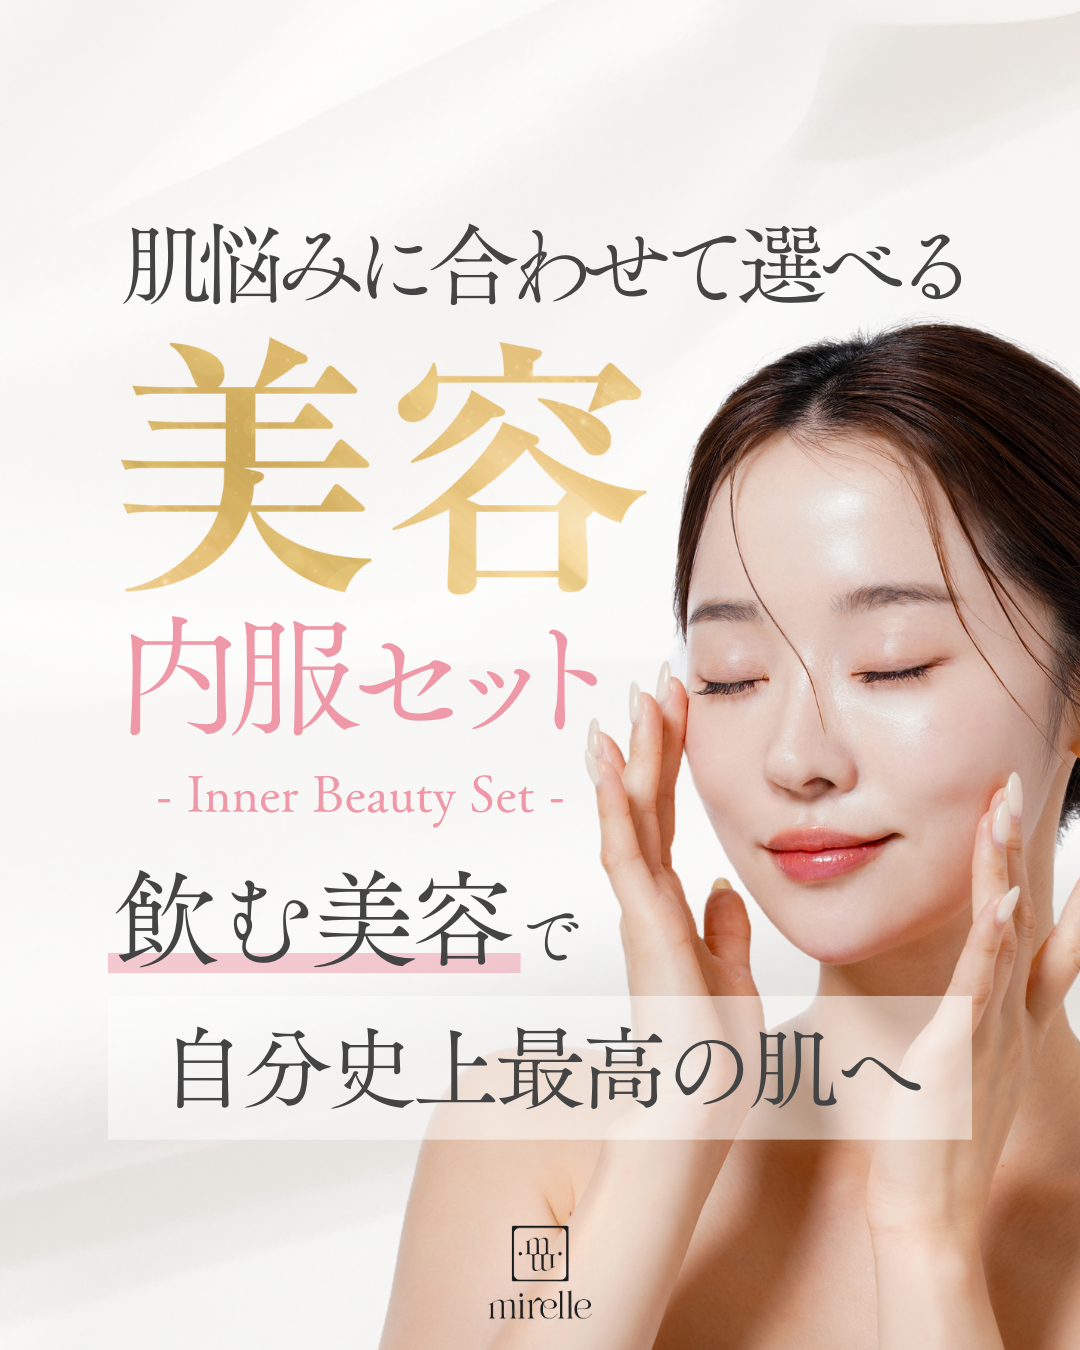 肌悩みに合わせて選べる
美容
内服セット
- Inner Beauty Set -
飲む美容で
自分史上最高の肌へ
mirelle